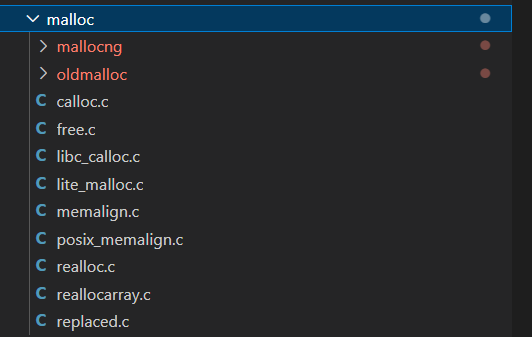 malloc
mallocng
oldmalloc
C calloc.c
C free.c
C libc_calloc.c
C lite_malloc.c
C memalign.c
C posix_memalign.c
C realloc.c
C reallocarray.c
C replaced.c